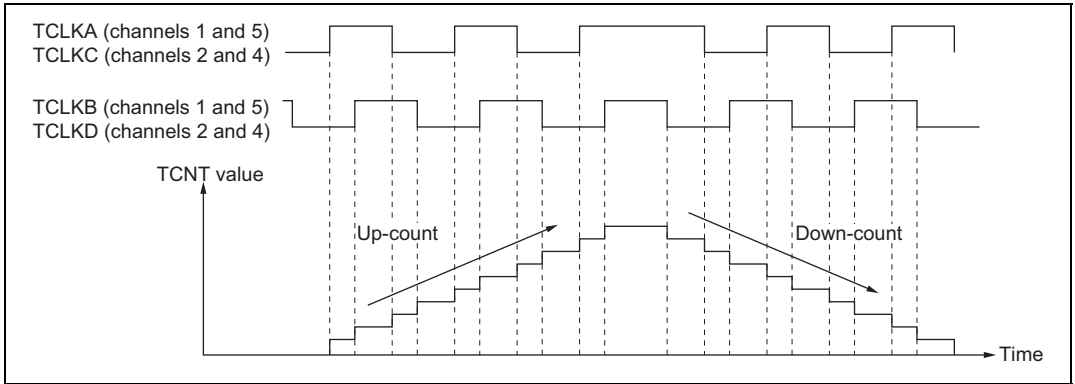 TCLKA (channels 1 and 5)
TCLKC (channels 2 and 4)
TCLKB (channels 1 and 5)
TCLKD (channels 2 and 4)
TCNT value
Up-count
Down-count
Time